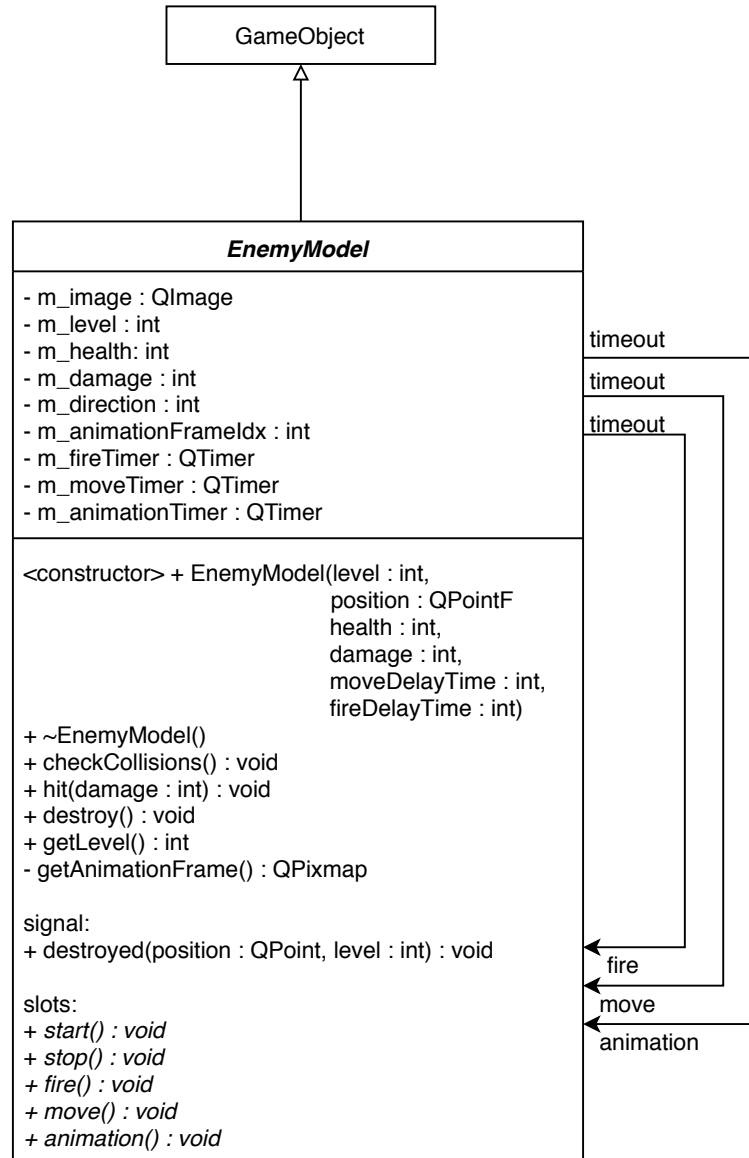 GameObject
EnemyModel
- m_image : QImage
- m_level : int
- m_health: int
- m_damage : int
- m_direction : int
- m_animationFrameIdx : int
- m_fireTimer : QTimer
- m_moveTimer : QTimer
- m_animationTimer : QTimer
timeout
timeout
timeout
<constructor> + EnemyModel(level : int,
position : QPointF
health : int,
damage : int,
moveDelayTime : int,
fireDelayTime : int)
+ ~EnemyModel()
+ checkCollisions() : void
+ hit(damage : int) : void
+ destroy() : void
+ getLevel() : int
- getAnimationFrame() : QPixmap
signal:
+ destroyed(position : QPoint, level : int) : void
slots:
+ start() : void
+ stop() : void
+ fire() : void
+ move() : void
+ animation() : void
fire
move
animation